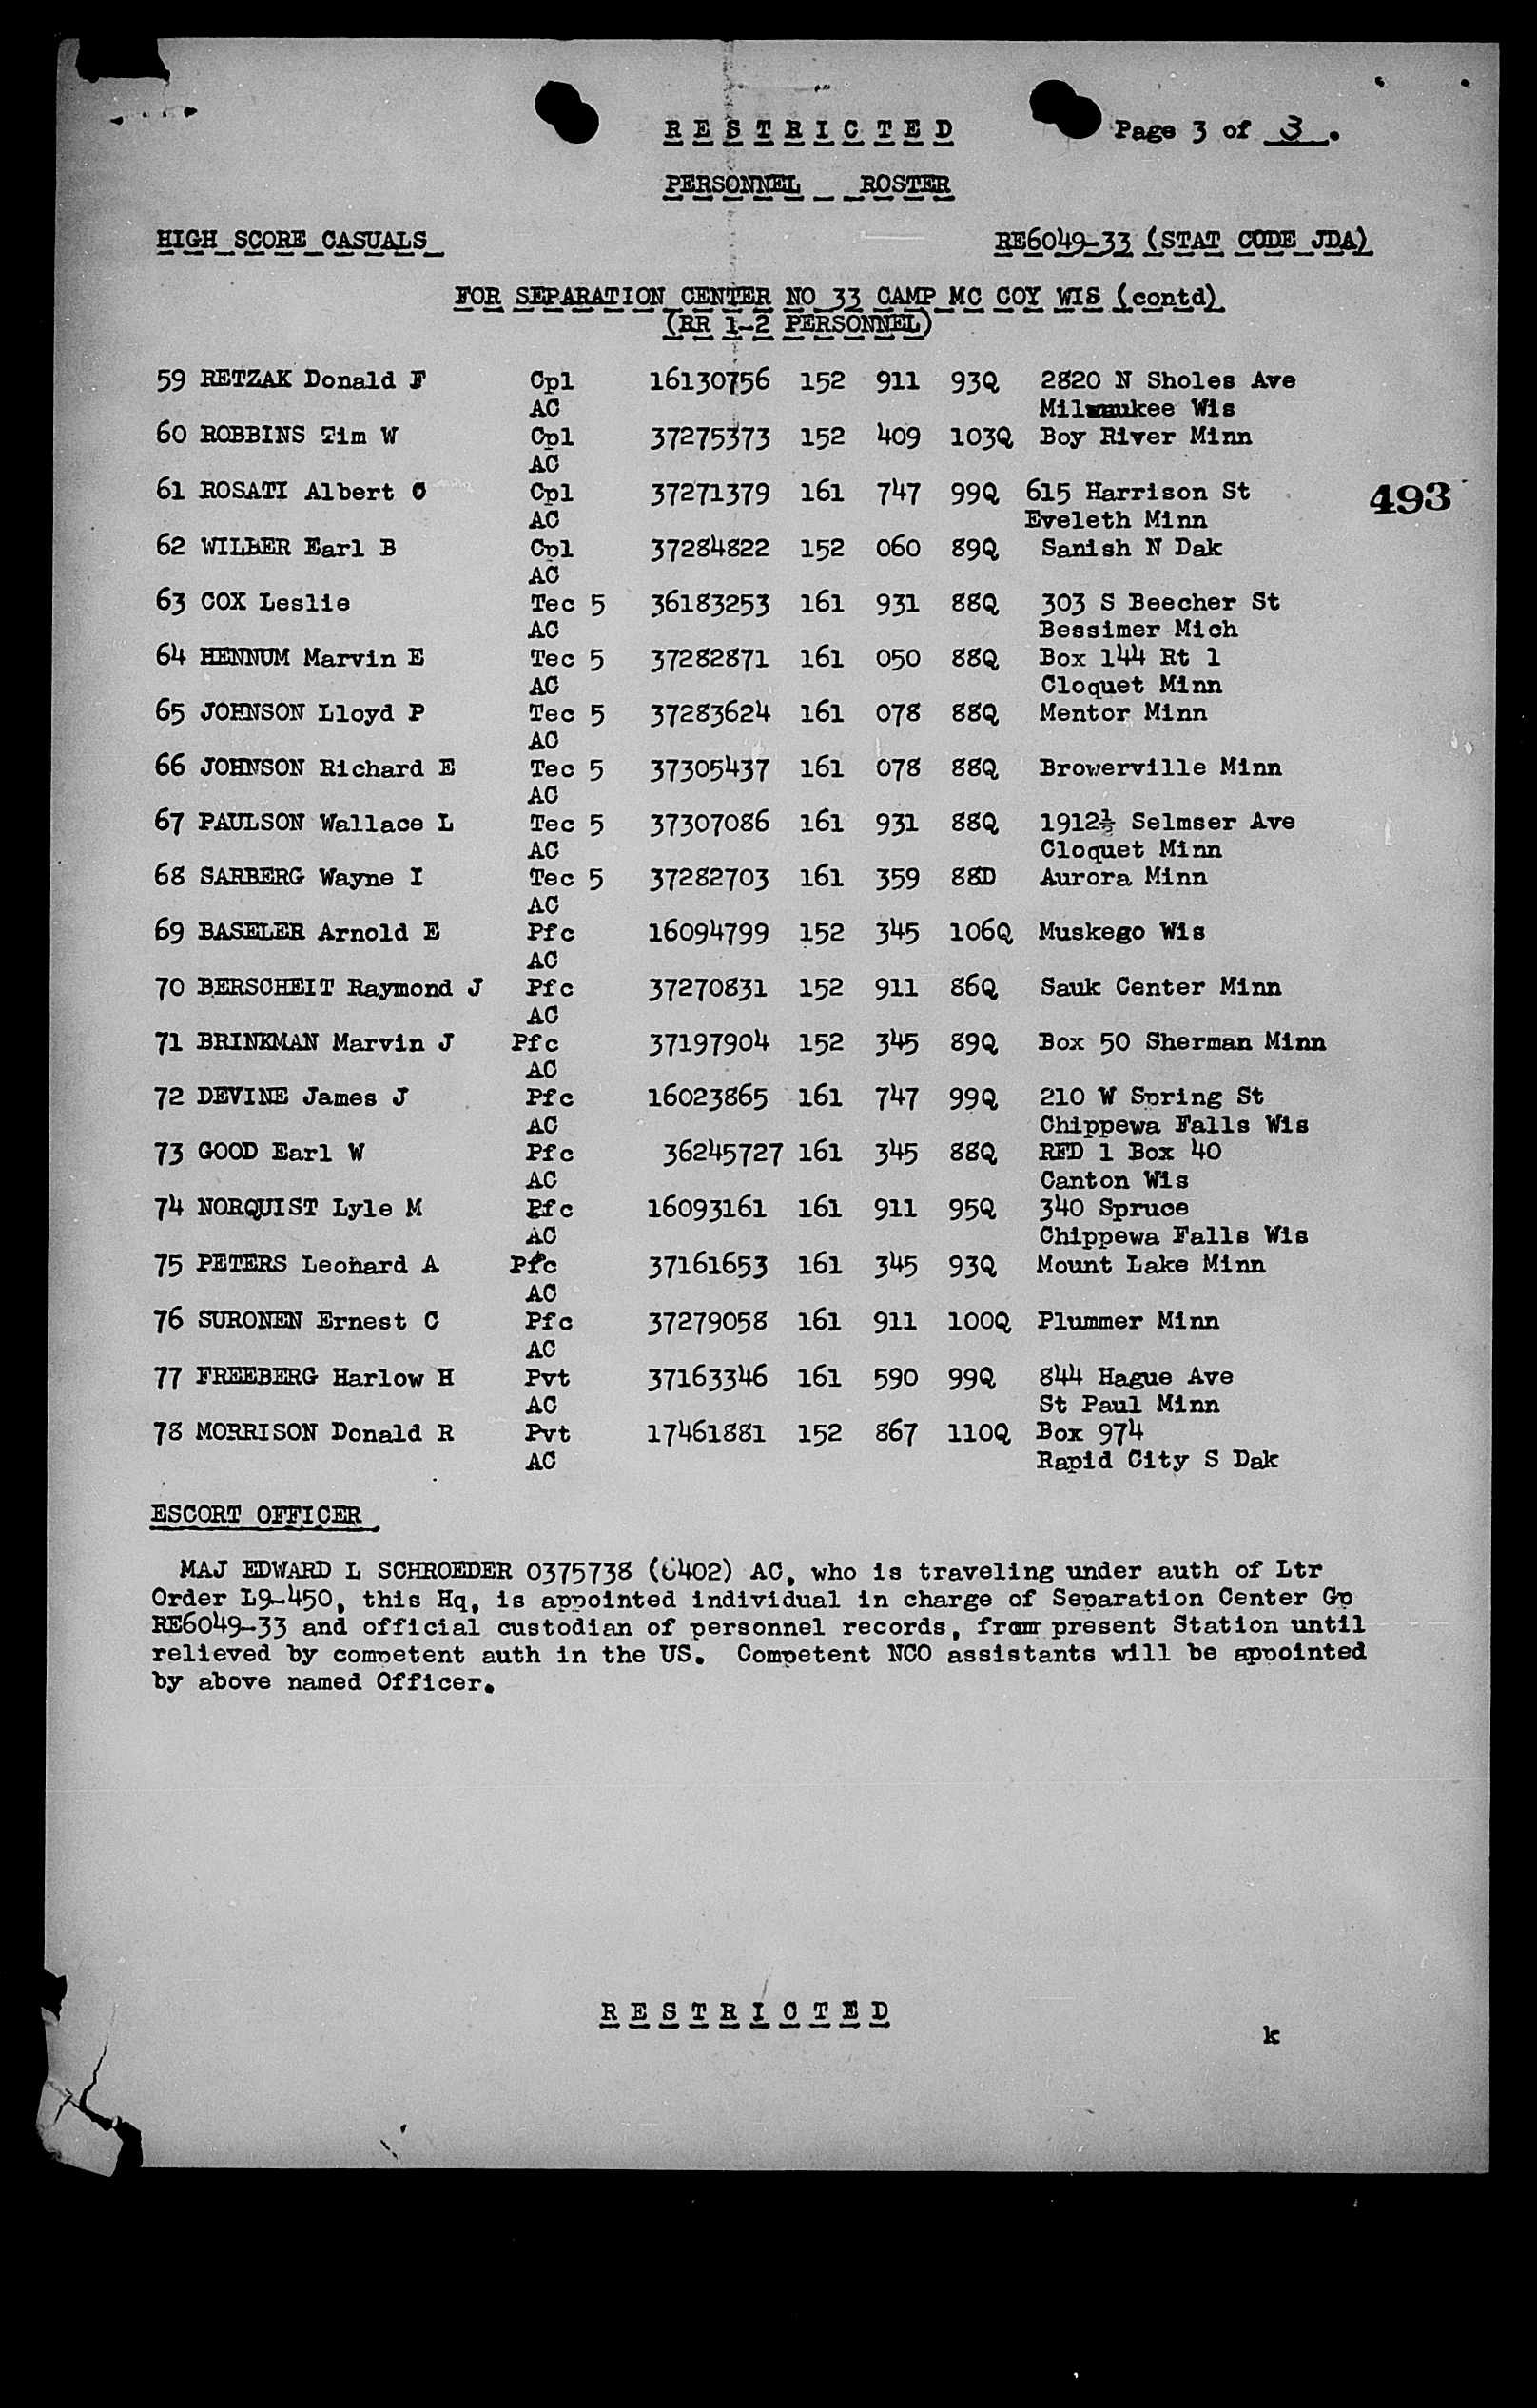 RESTRICTED Page 3 of 3.
PERSONNEL ROSTER
HIGH SCORE CASUALS RE6049-33 (STAT CODE JDA)
FOR SEPARATION CENTER NO 33 CAMP MC COY WIS (contd)
(RR 1-2 PERSONNEL)
59 RETZAK Donald F Cpl 16130756 152 911 93Q 2820 N Sholes Ave
AC Milwaukee Wis
60 ROBBINS Tim W Cpl 37275373 152 409 103Q Boy River Minn
AC
61 ROSATI Albert C Cpl 37271379 161 747 99Q 615 Harrison St
493
AC Eveleth Minn
62 WILBER Earl B Cpl 37284822 152 060 89Q Sanish N Dak
AC
63 COX Leslie Tec 5 36183253 161 931 88Q 303 S Beecher St
AC Bessimer Mich
64 HENNUM Marvin E Tec 5 37282871 161 050 88Q Box 144 Rt 1
AC Cloquet Minn
65 JOHNSON Lloyd P Tec 5 37283624 161 078 88Q Mentor Minn
AC
66 JOHNSON Richard E Tec 5 37305437 161 078 88Q Browerville Minn
AC
67 PAULSON Wallace L Tec 5 37307086 161 931 88Q 1912½ Selmser Ave
AC Cloquet Minn
68 SARBERG Wayne I Tec 5 37282703 161 359 88D Aurora Minn
AC
69 BASELER Arnold E Pfc 16094799 152 345 106Q Muskego Wis
AC
70 BERSCHEIT Raymond J Pfc 37270831 152 911 86Q Sauk Center Minn
AC
71 BRINKMAN Marvin J Pfc 37197904 152 345 89Q Box 50 Sherman Minn
AC
72 DEVINE James J Pfc 16023865 161 747 99Q 210 W Spring St
AC Chippewa Falls Wis
73 GOOD Earl W Pfc 36245727 161 345 88Q RFD 1 Box 40
AC Canton Wis
74 NORQUIST Lyle M Pfc 16093161 161 911 95Q 340 Spruce
AC Chippewa Falls Wis
75 PETERS Leonard A Pfc 37161653 161 345 93Q Mount Lake Minn
AC
76 SURONEN Ernest C Pfc 37279058 161 911 100Q Plummer Minn
AC
77 FREEBERG Harlow H Pvt 37163346 161 590 99Q 844 Hague Ave
AC St Paul Minn
78 MORRISON Donald R Pvt 17461881 152 867 110Q Box 974
AC Rapid City S Dak
ESCORT OFFICER
MAJ EDWARD L SCHROEDER 0375738 (6402) AC, who is traveling under auth of Ltr
Order L9-450, this Hq, is appointed individual in charge of Separation Center Gp
RE6049-33 and official custodian of personnel records, from present Station until
relieved by competent auth in the US. Competent NCO assistants will be appointed
by above named Officer.
RESTRICTED
k